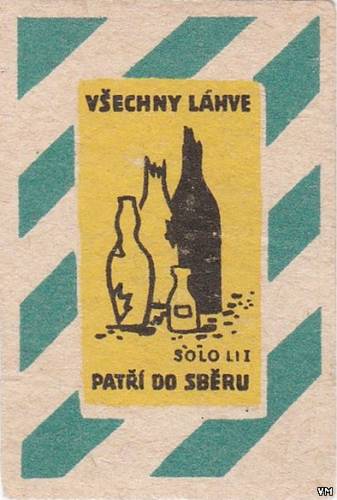 VŠECHNY LÁHVE
SOLO LII
PATŘÍ DO SBĚRU
VM